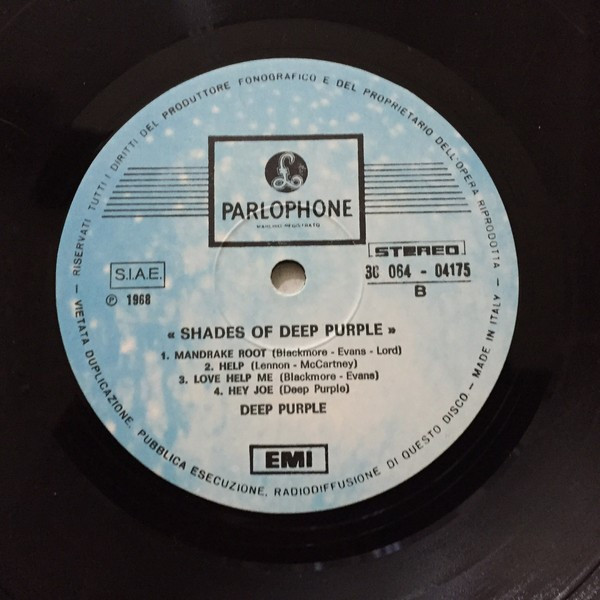 RISERVATI TUTTI I DIRITTI DEL PRODUTTORE FONOGRAFICO E DEL PROPRIETARIO DELL'OPERA RIPRODOTTA — MADE IN ITALY —
£
PARLOPHONE
MARCHIO REGISTRATO
STEREO
S.I.A.E.
3C 064 - 04175
Ⓟ 1968
B
« SHADES OF DEEP PURPLE »
1. MANDRAKE ROOT (Blackmore - Evans - Lord)
2. HELP (Lennon - McCartney)
3. LOVE HELP ME (Blackmore - Evans)
4. HEY JOE (Deep Purple)
DEEP PURPLE
EMI
— VIETATA DUPLICAZIONE, PUBBLICA ESECUZIONE, RADIODIFFUSIONE DI QUESTO DISCO